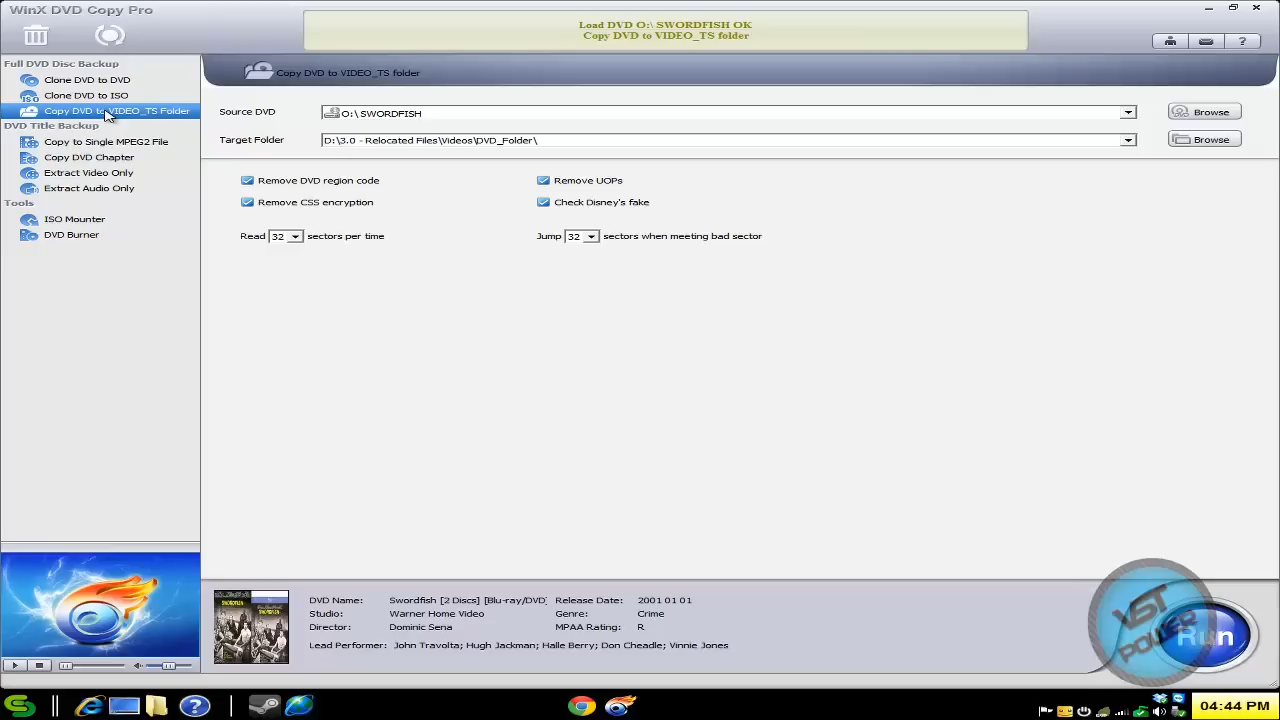 WinX DVD Copy Pro
Load DVD O:\ SWORDFISH OK
Copy DVD to VIDEO_TS folder
Full DVD Disc Backup
Clone DVD to DVD
Clone DVD to ISO
Copy DVD to VIDEO_TS Folder
DVD Title Backup
Copy to Single MPEG2 File
Copy DVD Chapter
Extract Video Only
Extract Audio Only
Tools
ISO Mounter
DVD Burner
Copy DVD to VIDEO_TS folder
Source DVD O:\ SWORDFISH Browse
Target Folder D:\3.0 - Relocated Files\Videos\DVD_Folder\ Browse
Remove DVD region code Remove UOPs
Remove CSS encryption Check Disney's fake
Read 32 sectors per time Jump 32 sectors when meeting bad sector
DVD Name: Swordfish [2 Discs] [Blu-ray/DVD] Release Date: 2001 01 01
Studio: Warner Home Video Genre: Crime
Director: Dominic Sena MPAA Rating: R
Lead Performer: John Travolta; Hugh Jackman; Halle Berry; Don Cheadle; Vinnie Jones
VST POWER
Run
04:44 PM